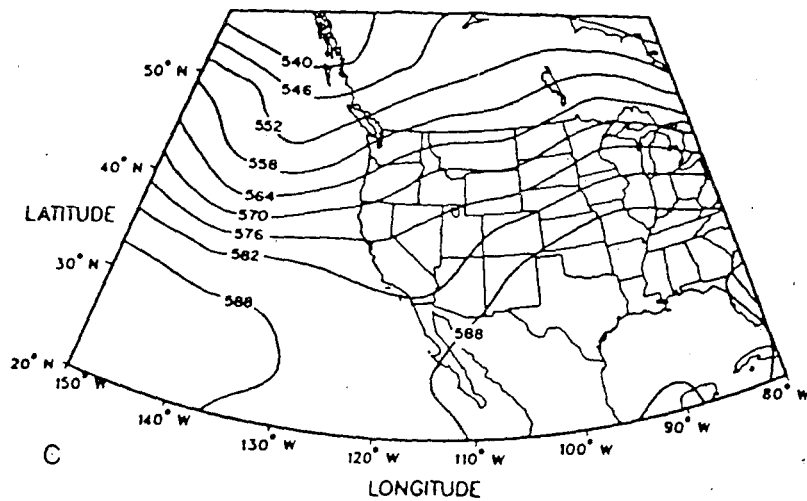 540
50° N
546
552
558
40° N
564
LATITUDE
570
576
582
30° N
588
588
20° N
150° W
80° W
140° W
90° W
130° W
120° W
110° W
100° W
C
LONGITUDE